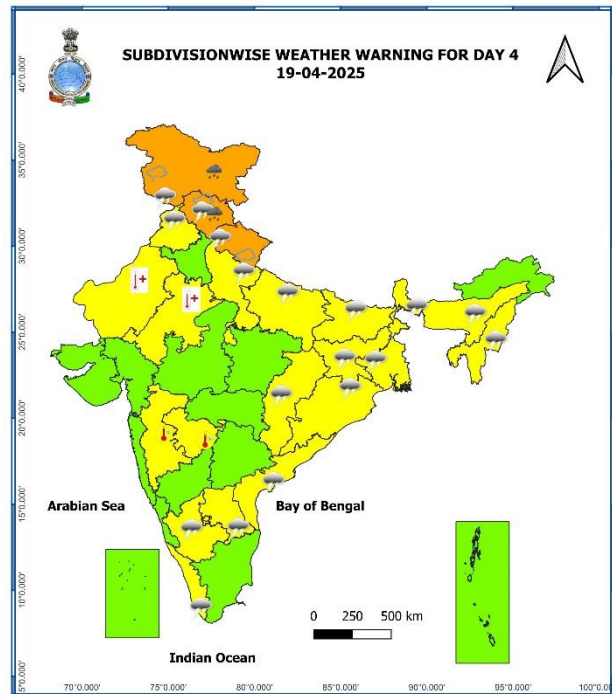 SUBDIVISIONWISE WEATHER WARNING FOR DAY 4
19-04-2025
40°0.000'
35°0.000'
30°0.000'
25°0.000'
20°0.000'
15°0.000'
10°0.000'
5°0.000'
Arabian Sea
Bay of Bengal
0 250 500 km
Indian Ocean
70°0.000' 75°0.000' 80°0.000' 85°0.000' 90°0.000' 95°0.000' 100°0.0